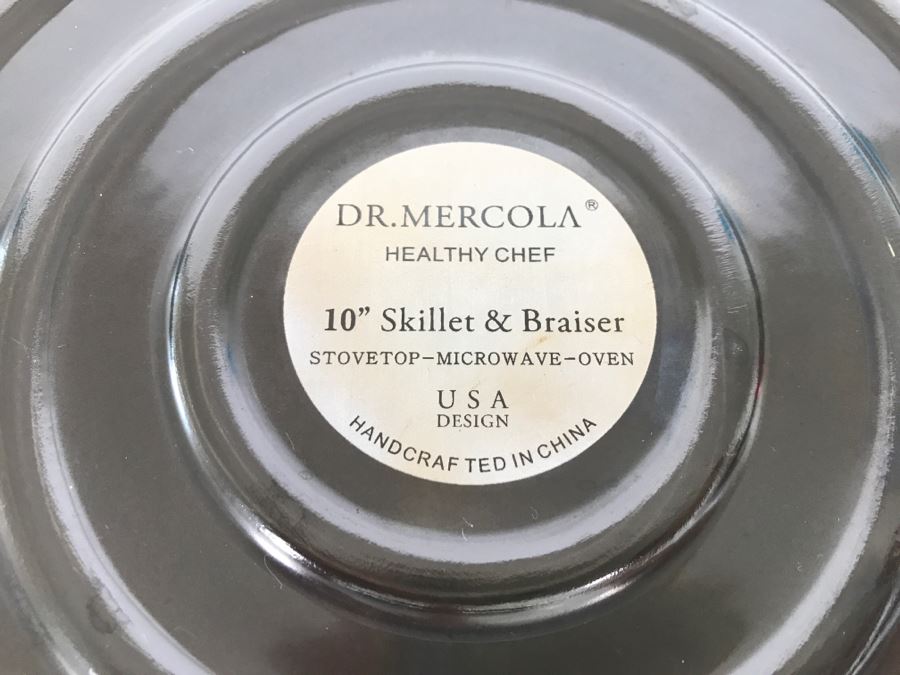 DR.MERCOLA®
HEALTHY CHEF
10” Skillet & Braiser
STOVETOP-MICROWAVE-OVEN
USA
DESIGN
HANDCRAFTED IN CHINA